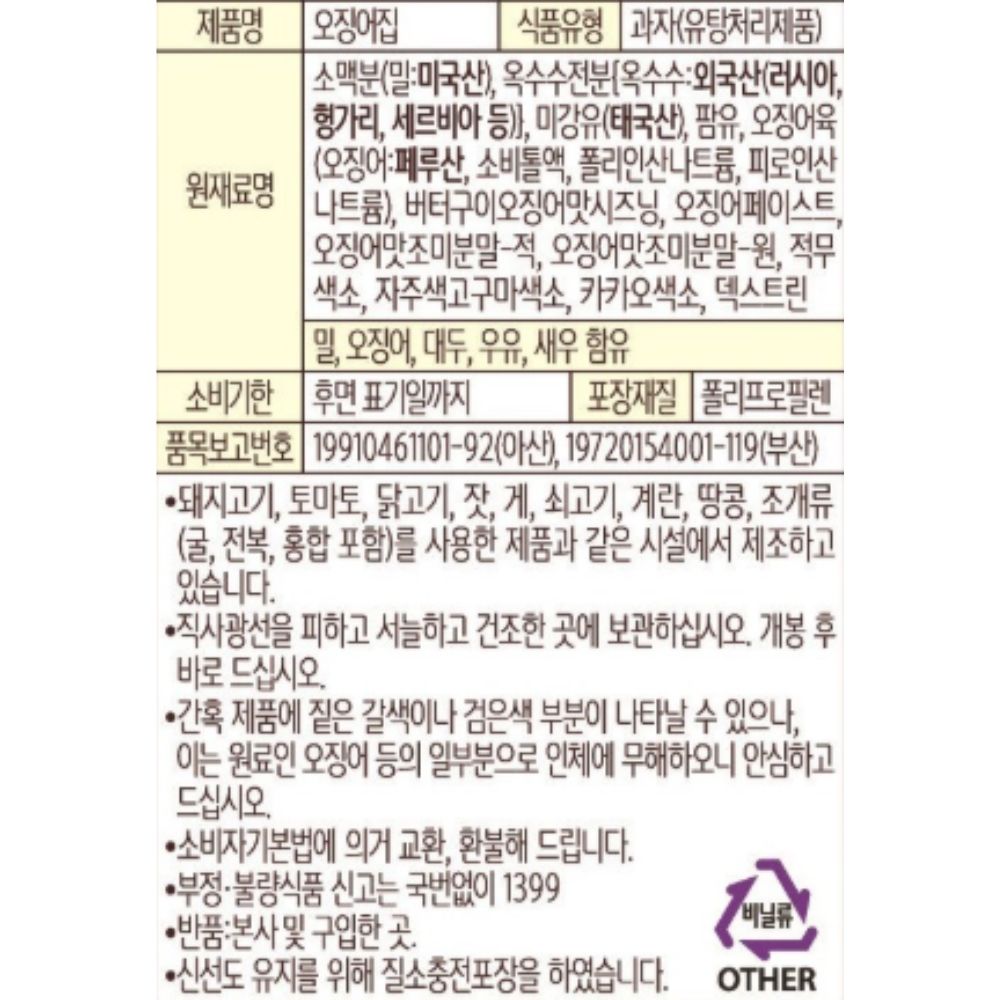 제품명 오징어집 식품유형 과자(유탕처리제품)
원재료명
소맥분(밀:미국산), 옥수수전분{옥수수:외국산(러시아,
헝가리, 세르비아 등)}, 미강유(태국산), 팜유, 오징어육
(오징어:페루산, 소비톨액, 폴리인산나트륨, 피로인산
나트륨), 버터구이오징어맛시즈닝, 오징어페이스트,
오징어맛조미분말-적, 오징어맛조미분말-원, 적무
색소, 자주색고구마색소, 카카오색소, 덱스트린
밀, 오징어, 대두, 우유, 새우 함유
소비기한 후면 표기일까지 포장재질 폴리프로필렌
품목보고번호 19910461101-92(아산), 19720154001-119(부산)
•돼지고기, 토마토, 닭고기, 잣, 게, 쇠고기, 계란, 땅콩, 조개류
(굴, 전복, 홍합 포함)를 사용한 제품과 같은 시설에서 제조하고
있습니다.
•직사광선을 피하고 서늘하고 건조한 곳에 보관하십시오. 개봉 후
바로 드십시오.
•간혹 제품에 짙은 갈색이나 검은색 부분이 나타날 수 있으나,
이는 원료인 오징어 등의 일부분으로 인체에 무해하오니 안심하고
드십시오.
•소비자기본법에 의거 교환, 환불해 드립니다.
•부정·불량식품 신고는 국번없이 1399
•반품:본사 및 구입한 곳.
•신선도 유지를 위해 질소충전포장을 하였습니다.
비닐류
OTHER